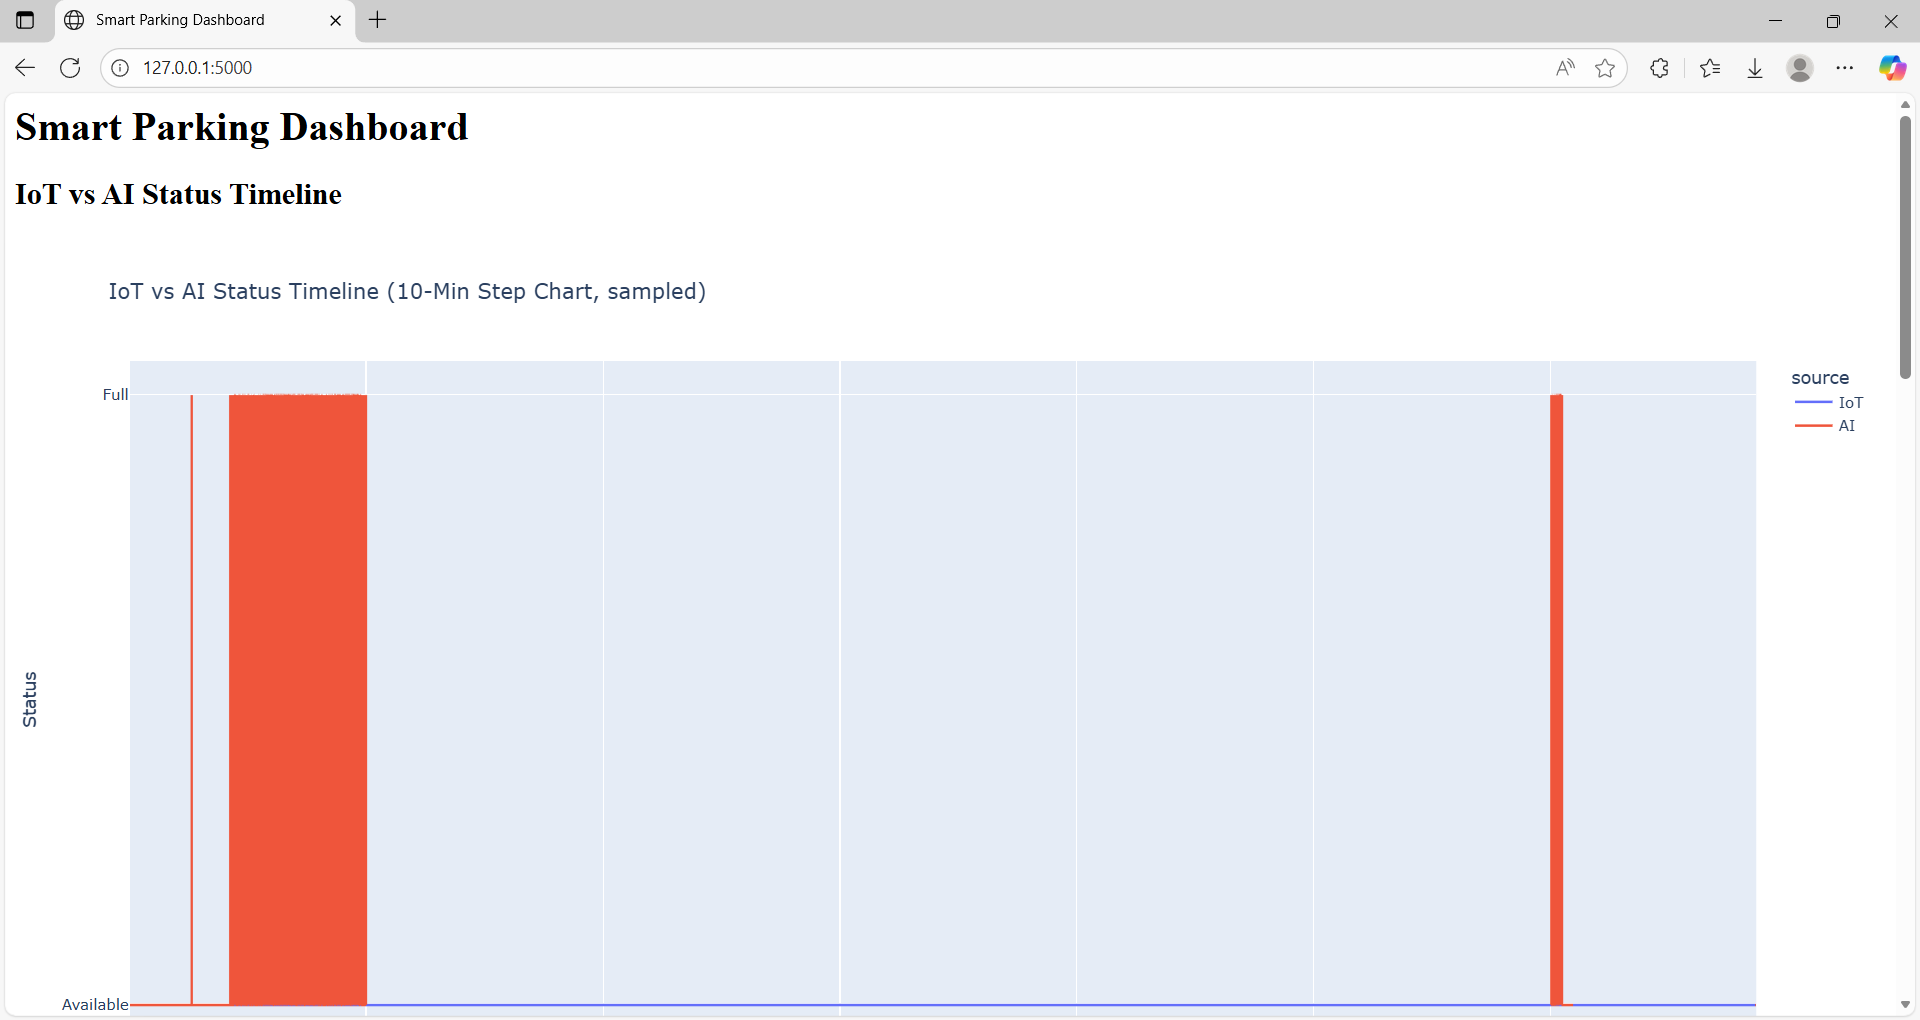 Smart Parking Dashboard
127.0.0.1:5000
Smart Parking Dashboard
IoT vs AI Status Timeline
IoT vs AI Status Timeline (10-Min Step Chart, sampled)
Full
source
IoT
AI
Status
Available